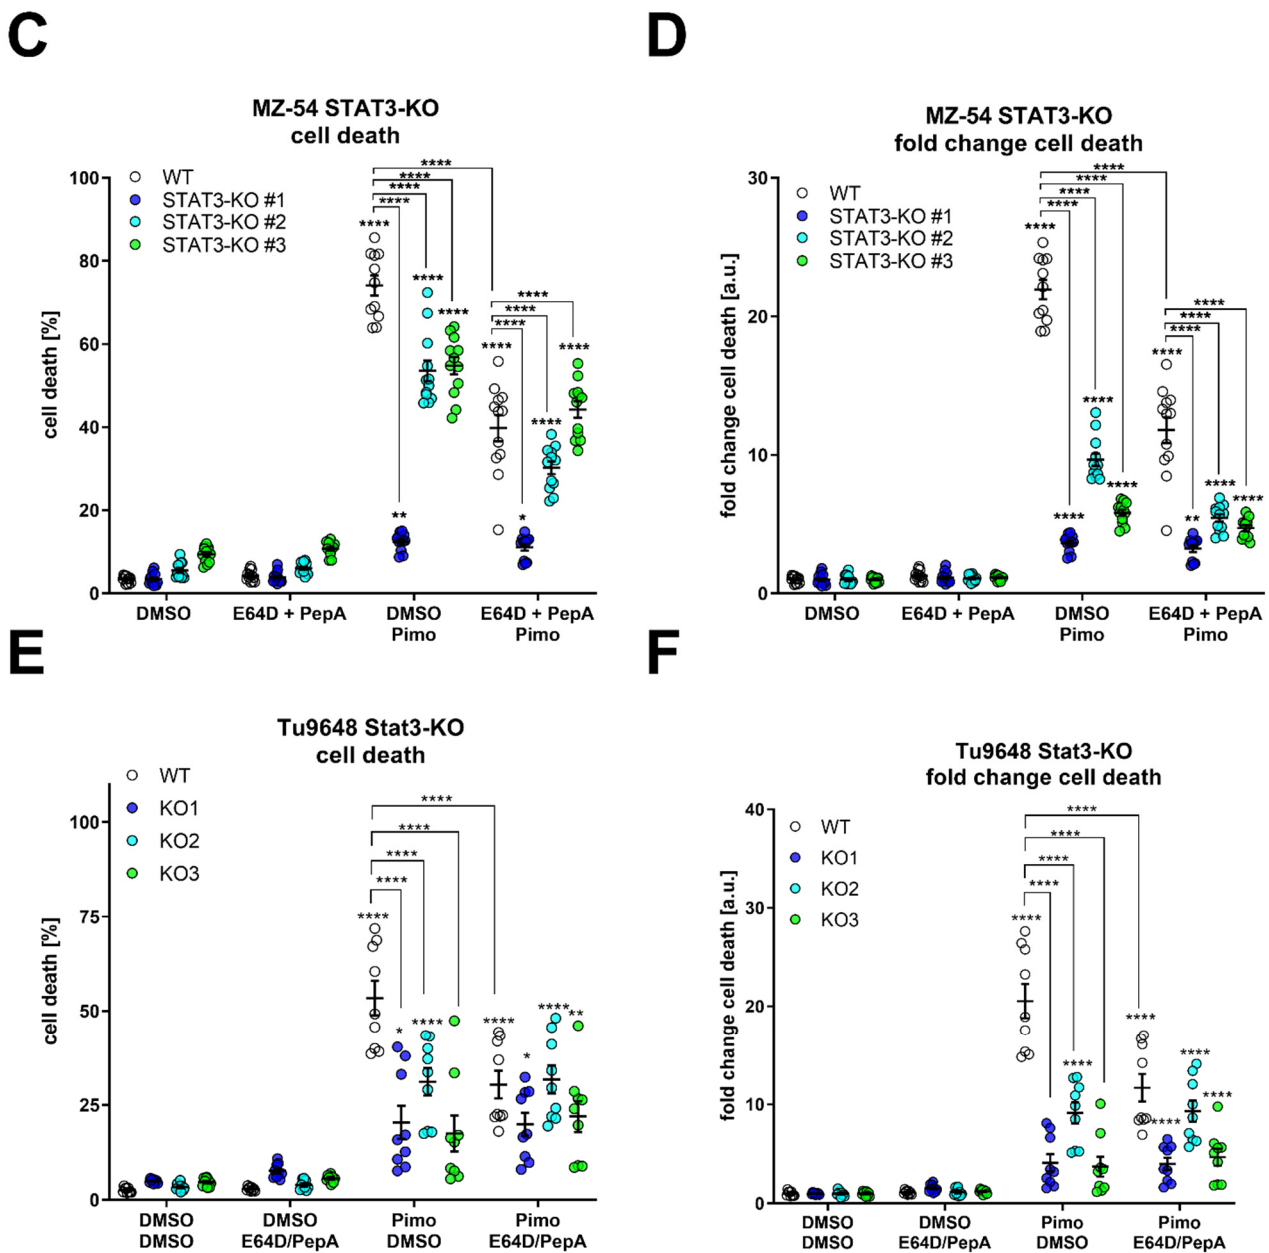 C
MZ-54 STAT3-KO
cell death
WT
STAT3-KO #1
STAT3-KO #2
STAT3-KO #3
cell death [%]
100
80
60
40
20
0
****
****
****
****
****
****
****
**
****
****
****
****
*
****
****
DMSO
E64D + PepA
DMSO
Pimo
E64D + PepA
Pimo
D
MZ-54 STAT3-KO
fold change cell death
WT
STAT3-KO #1
STAT3-KO #2
STAT3-KO #3
fold change cell death [a.u.]
30
20
10
0
****
****
****
****
****
****
****
****
****
****
****
****
**
****
****
DMSO
E64D + PepA
DMSO
Pimo
E64D + PepA
Pimo
E
Tu9648 Stat3-KO
cell death
WT
KO1
KO2
KO3
cell death [%]
100
75
50
25
0
****
****
****
****
****
*
****
****
*
****
**
DMSO
DMSO
DMSO
E64D/PepA
Pimo
DMSO
Pimo
E64D/PepA
F
Tu9648 Stat3-KO
fold change cell death
WT
KO1
KO2
KO3
fold change cell death [a.u.]
40
30
20
10
0
****
****
****
****
****
****
****
****
****
****
DMSO
DMSO
DMSO
E64D/PepA
Pimo
DMSO
Pimo
E64D/PepA